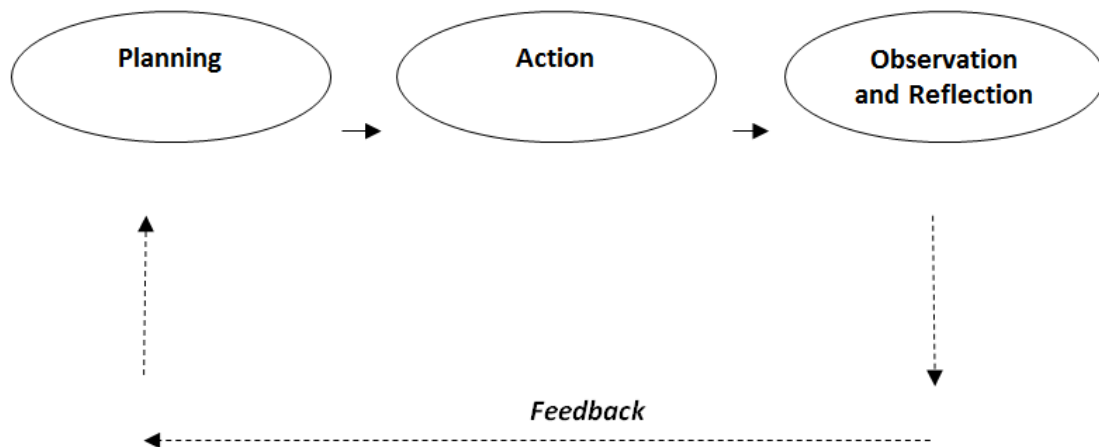 Planning
Action
Observation
and Reflection
Feedback